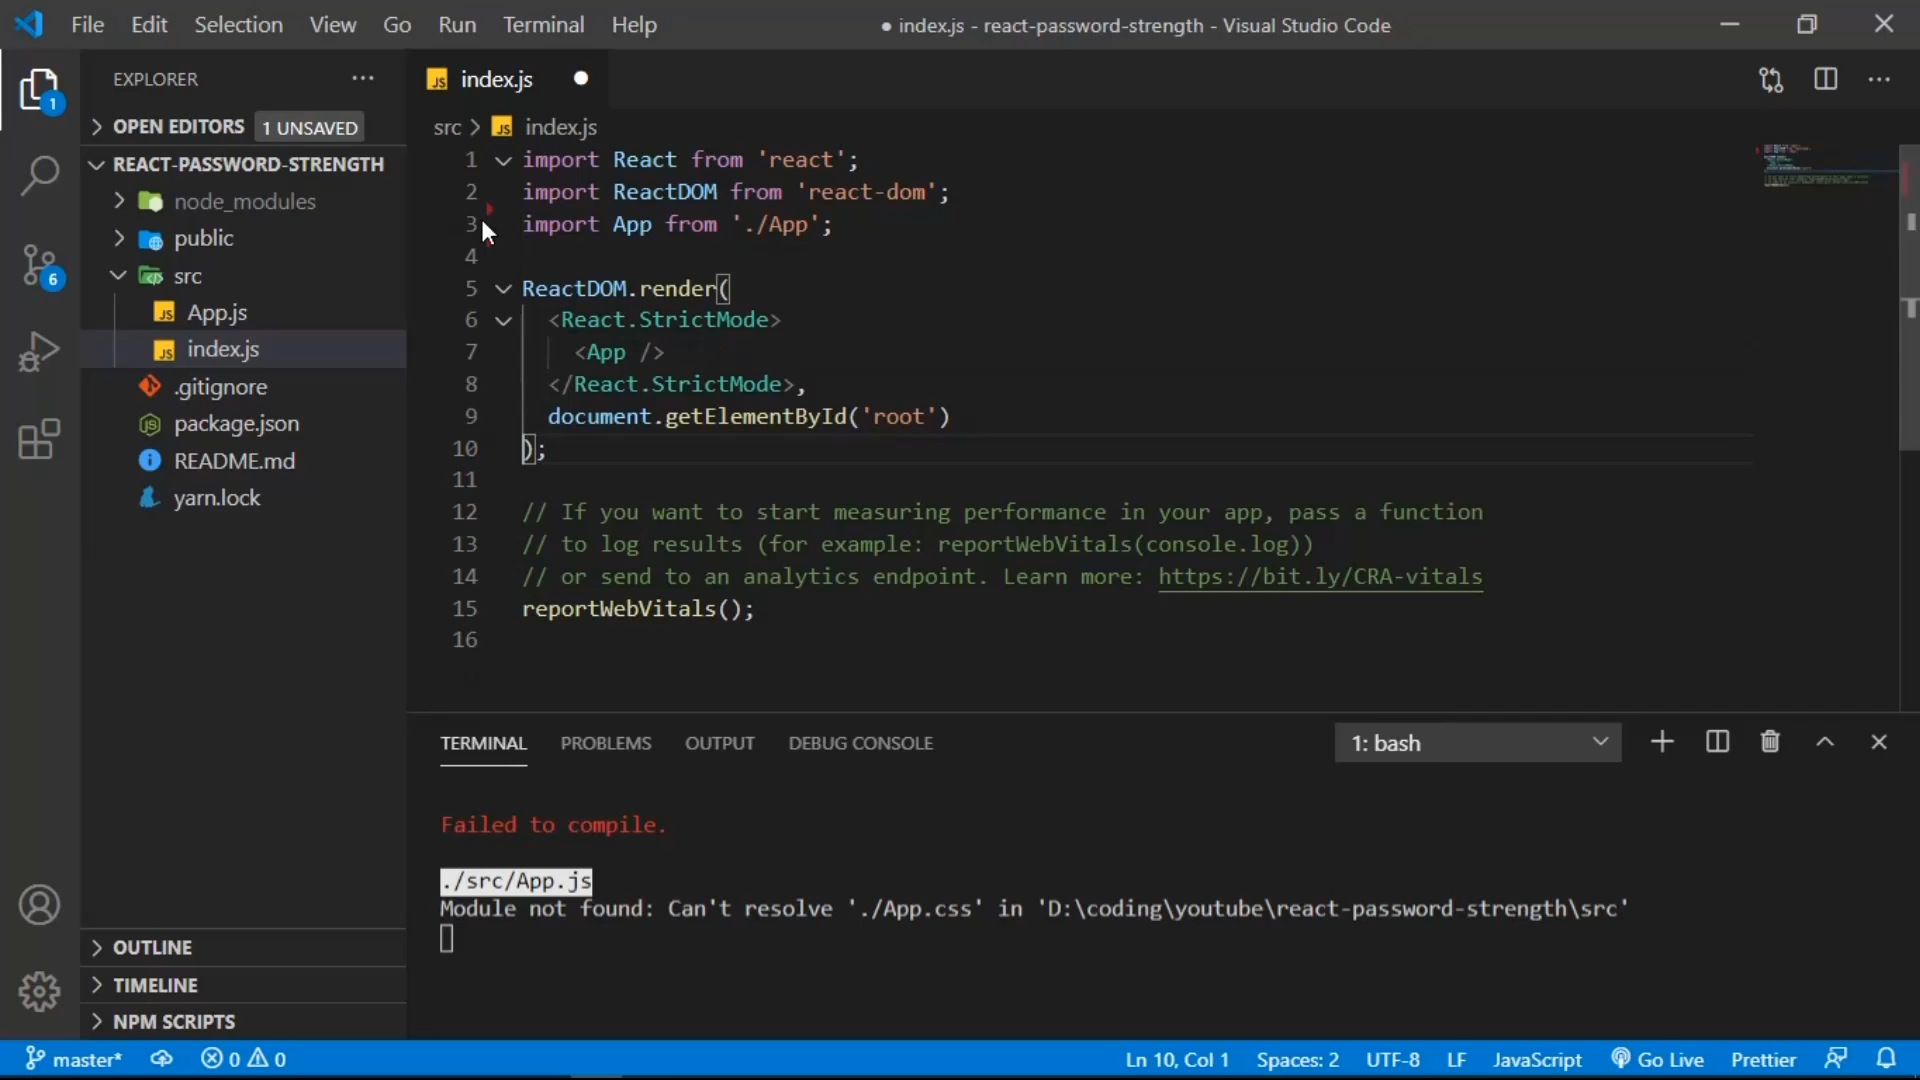 File Edit Selection View Go Run Terminal Help
● index.js - react-password-strength - Visual Studio Code
EXPLORER
1
OPEN EDITORS 1 UNSAVED
REACT-PASSWORD-STRENGTH
node_modules
public
src
6
App.js
index.js
.gitignore
package.json
README.md
yarn.lock
OUTLINE
TIMELINE
NPM SCRIPTS
JS index.js
src > JS index.js
1 import React from 'react';
2 import ReactDOM from 'react-dom';
3 import App from './App';
4
5 ReactDOM.render(
6 <React.StrictMode>
7 <App />
8 </React.StrictMode>,
9 document.getElementById('root')
10 );
11
12 // If you want to start measuring performance in your app, pass a function
13 // to log results (for example: reportWebVitals(console.log))
14 // or send to an analytics endpoint. Learn more: https://bit.ly/CRA-vitals
15 reportWebVitals();
16
TERMINAL PROBLEMS OUTPUT DEBUG CONSOLE
1: bash
Failed to compile.
./src/App.js
Module not found: Can't resolve './App.css' in 'D:\coding\youtube\react-password-strength\src'
master* 0 0
Ln 10, Col 1 Spaces: 2 UTF-8 LF JavaScript Go Live Prettier